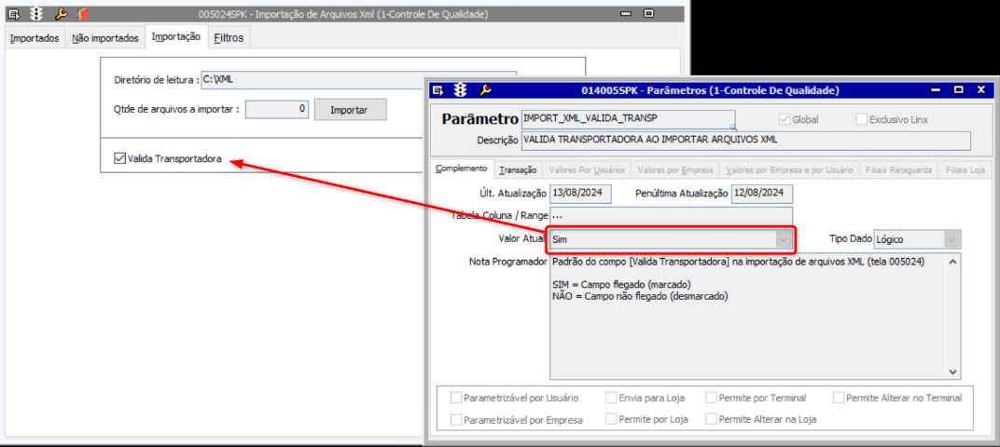 005024SPK - Importação de Arquivos Xml (1-Controle De Qualidade)
Importados Não importados Importação Filtros
Diretório de leitura : C:\XML
Qtde de arquivos a importar : 0 Importar
Valida Transportadora
014005SPK - Parâmetros (1-Controle De Qualidade)
Parâmetro IMPORT_XML_VALIDA_TRANSP Global Exclusivo Linx
Descrição VALIDA TRANSPORTADORA AO IMPORTAR ARQUIVOS XML
Complemento Transação Valores Por Usuários Valores por Empresa Valores por Empresa e por Usuário Filiais Retaguarda Filiais Loja
Últ. Atualização 13/08/2024 Penúltima Atualização 12/08/2024
Tabela Coluna / Range ...
Valor Atual Sim Tipo Dado Lógico
Nota Programador Padrão do compo [Valida Transportadora] na importação de arquivos XML (tela 005024)
SIM = Campo flegado (marcado)
NÃO = Campo não flegado (desmarcado)
Parametrizável por Usuário Envia para Loja Permite por Terminal Permite Alterar no Terminal
Parametrizável por Empresa Permite por Loja Permite Alterar na Loja